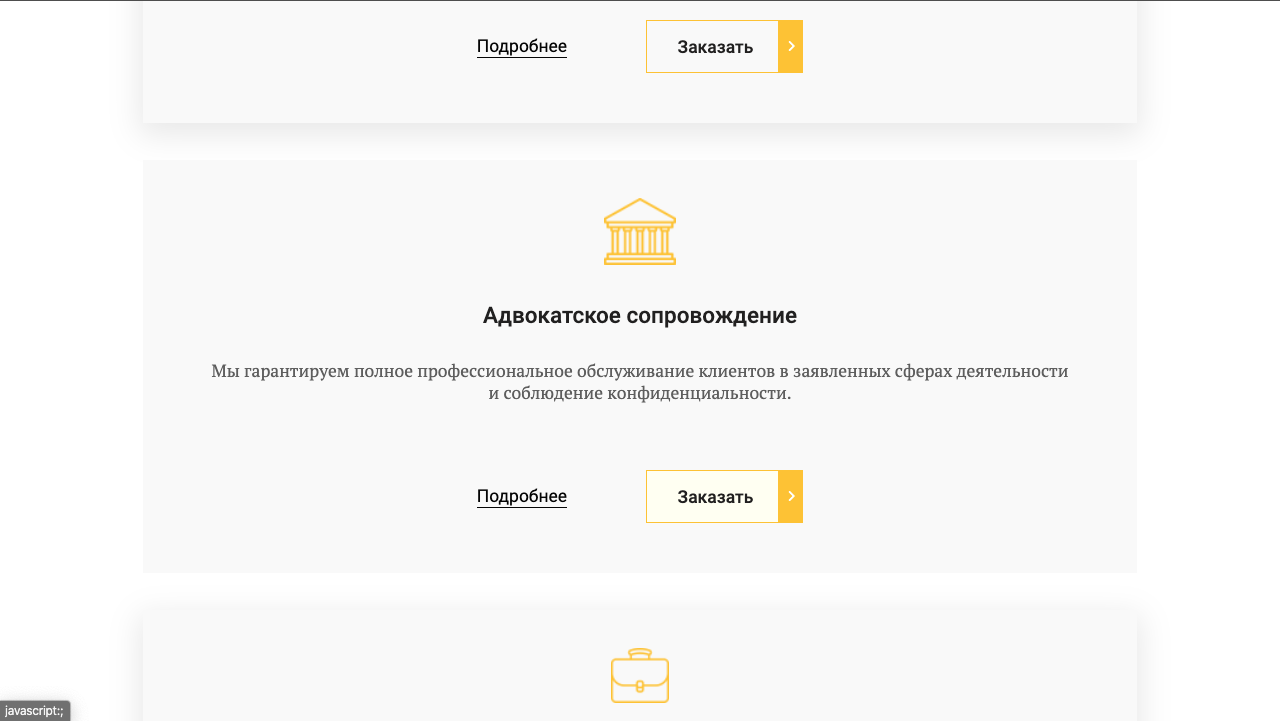 Подробнее
Заказать
Адвокатское сопровождение
Мы гарантируем полное профессиональное обслуживание клиентов в заявленных сферах деятельности
и соблюдение конфиденциальности.
Подробнее
Заказать
javascript:;